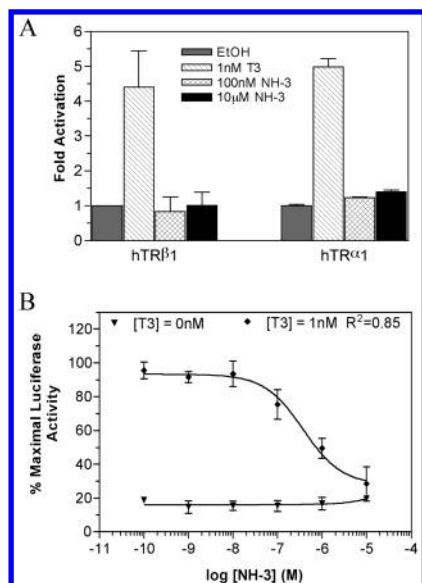 A
Fold Activation
6
5
4
3
2
1
0
EtOH
1nM T3
100nM NH-3
10µM NH-3
hTRβ1
hTRα1
B
[T3] = 0nM
[T3] = 1nM R²=0.85
% Maximal Luciferase
Activity
120
100
80
60
40
20
0
-11
-10
-9
-8
-7
-6
-5
-4
log [NH-3] (M)